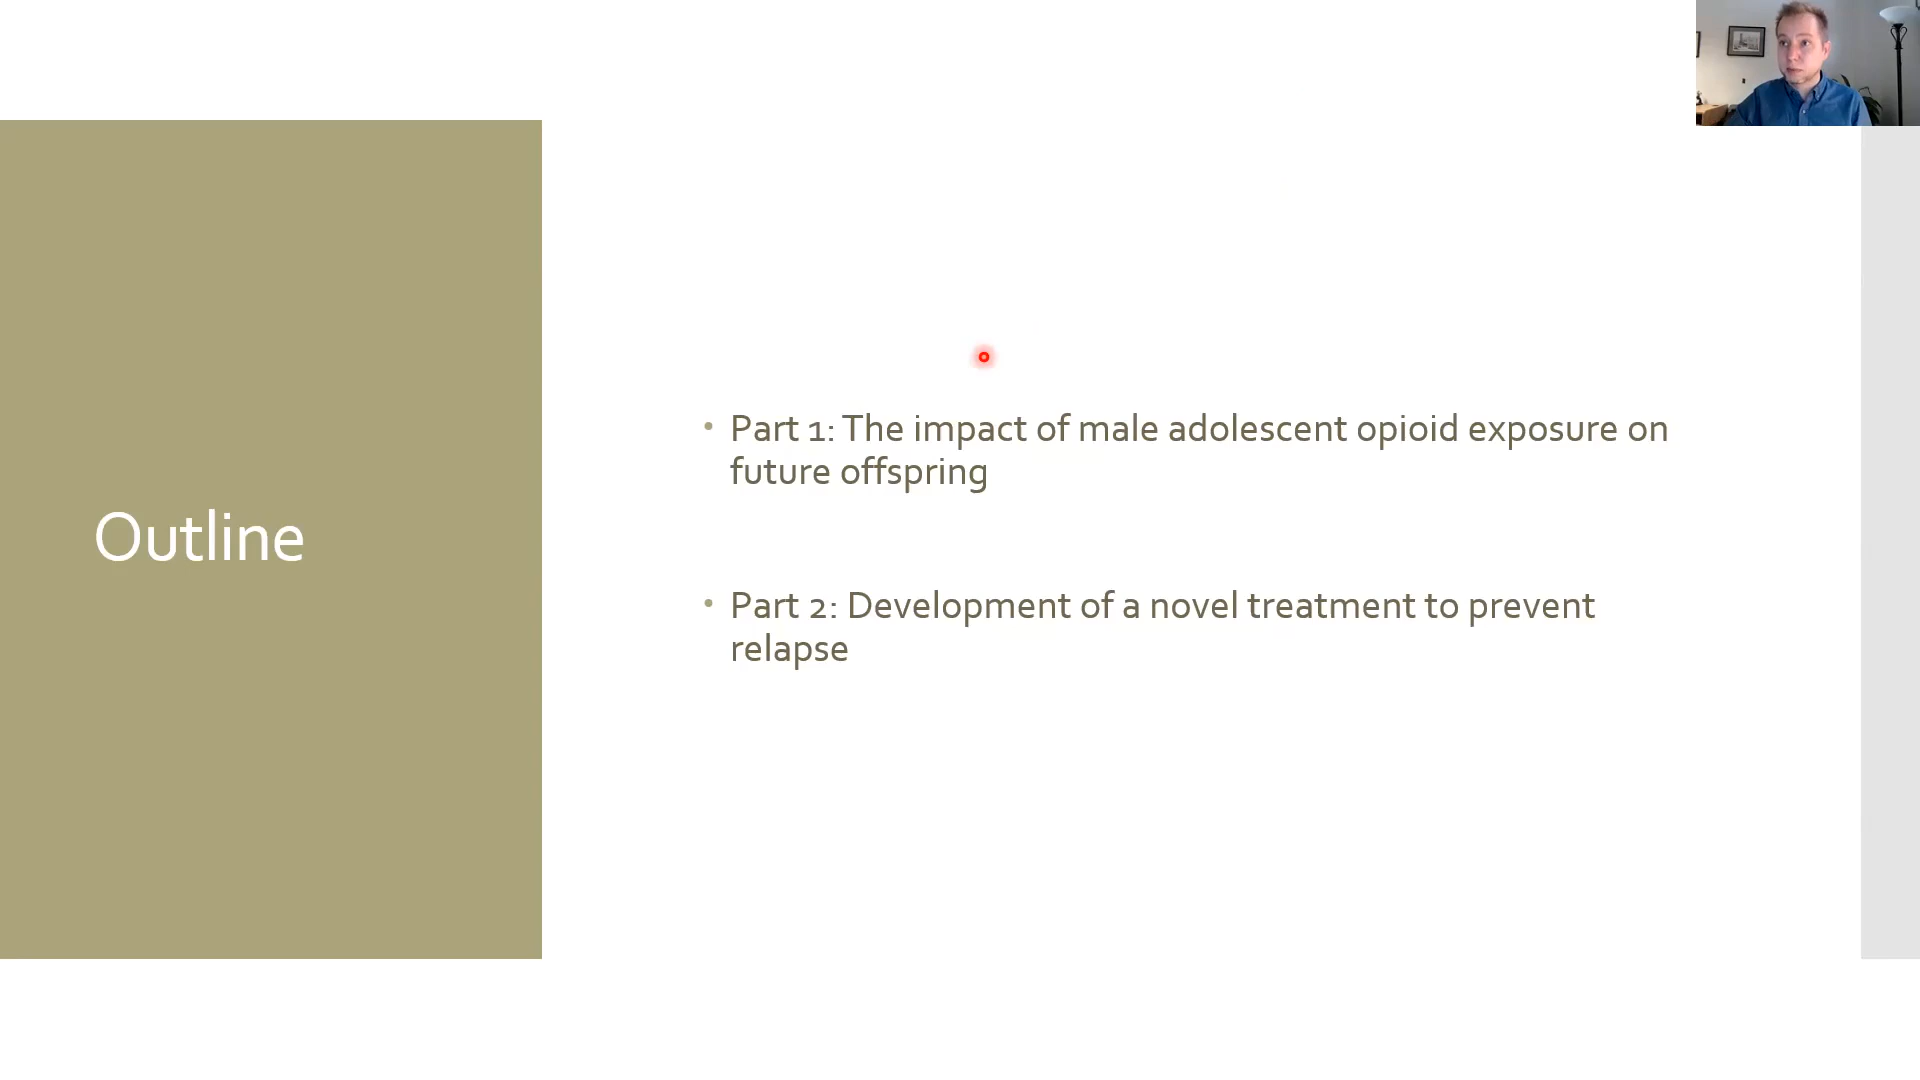 Outline
• Part 1: The impact of male adolescent opioid exposure on
future offspring
• Part 2: Development of a novel treatment to prevent
relapse